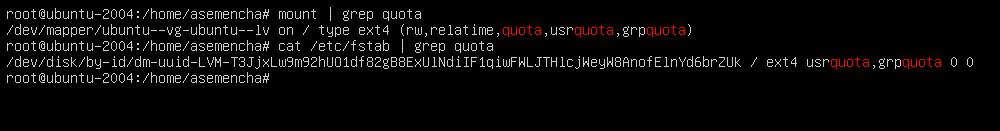 root@ubuntu-2004:/home/asemencha# mount | grep quota
/dev/mapper/ubuntu--vg-ubuntu--lv on / type ext4 (rw,relatime,quota,usrquota,grpquota)
root@ubuntu-2004:/home/asemencha# cat /etc/fstab | grep quota
/dev/disk/by-id/dm-uuid-LVM-T3JjxLw9m92hUO1df82gB8ExUlNdiIF1qiwFWLJTHlcjWeyW8AnofElnYd6brZUk / ext4 usrquota,grpquota 0 0
root@ubuntu-2004:/home/asemencha#